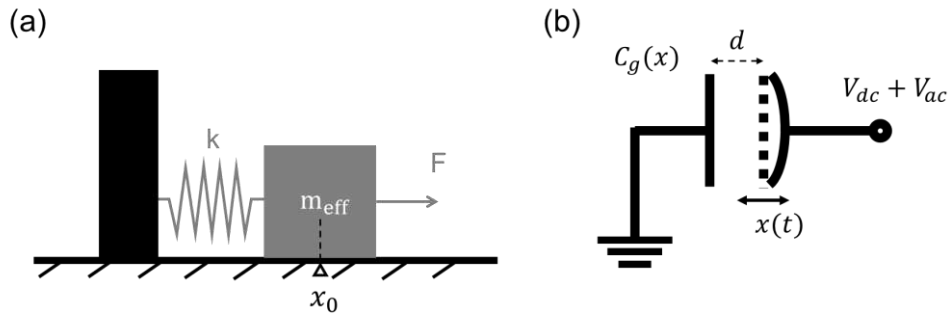 (a)
k
F
m_eff
x_0
(b)
d
C_g(x)
V_dc + V_ac
x(t)